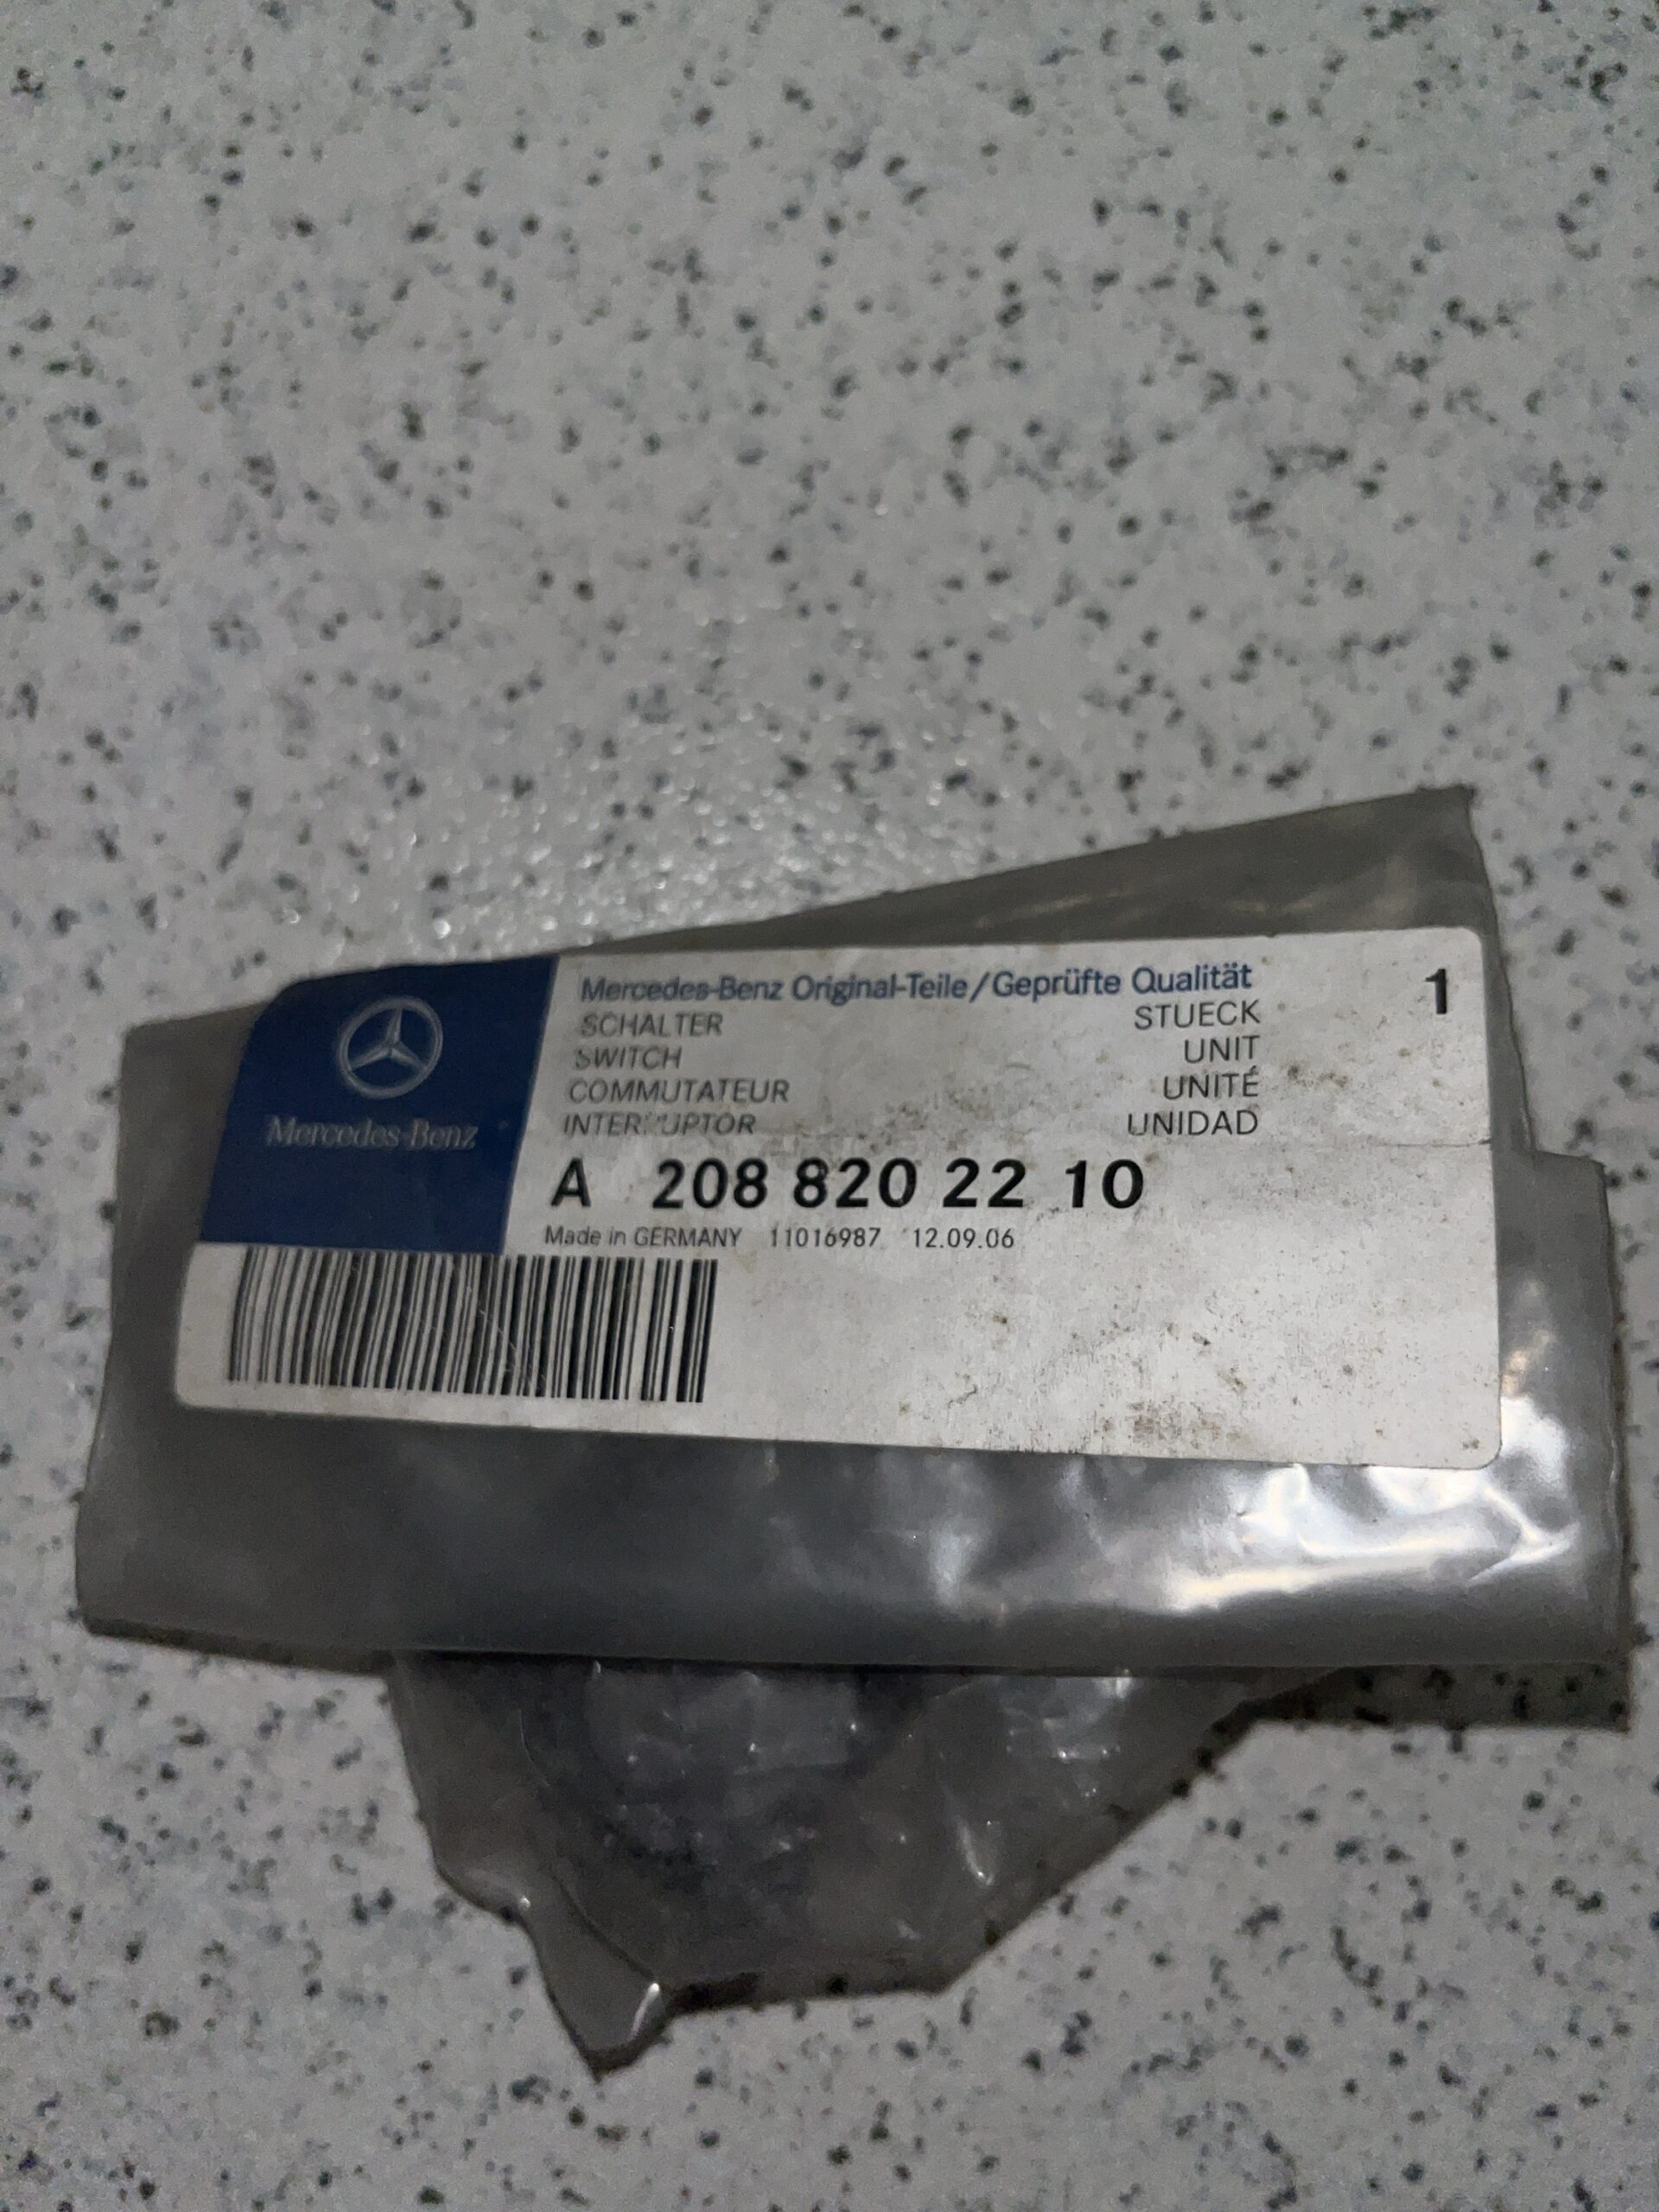 Mercedes-Benz
Mercedes-Benz Original-Teile/Geprüfte Qualität
SCHALTER STUECK 1
SWITCH UNIT
COMMUTATEUR UNITÉ
INTERRUPTOR UNIDAD
A 208 820 22 10
Made in GERMANY 11016987 12.09.06